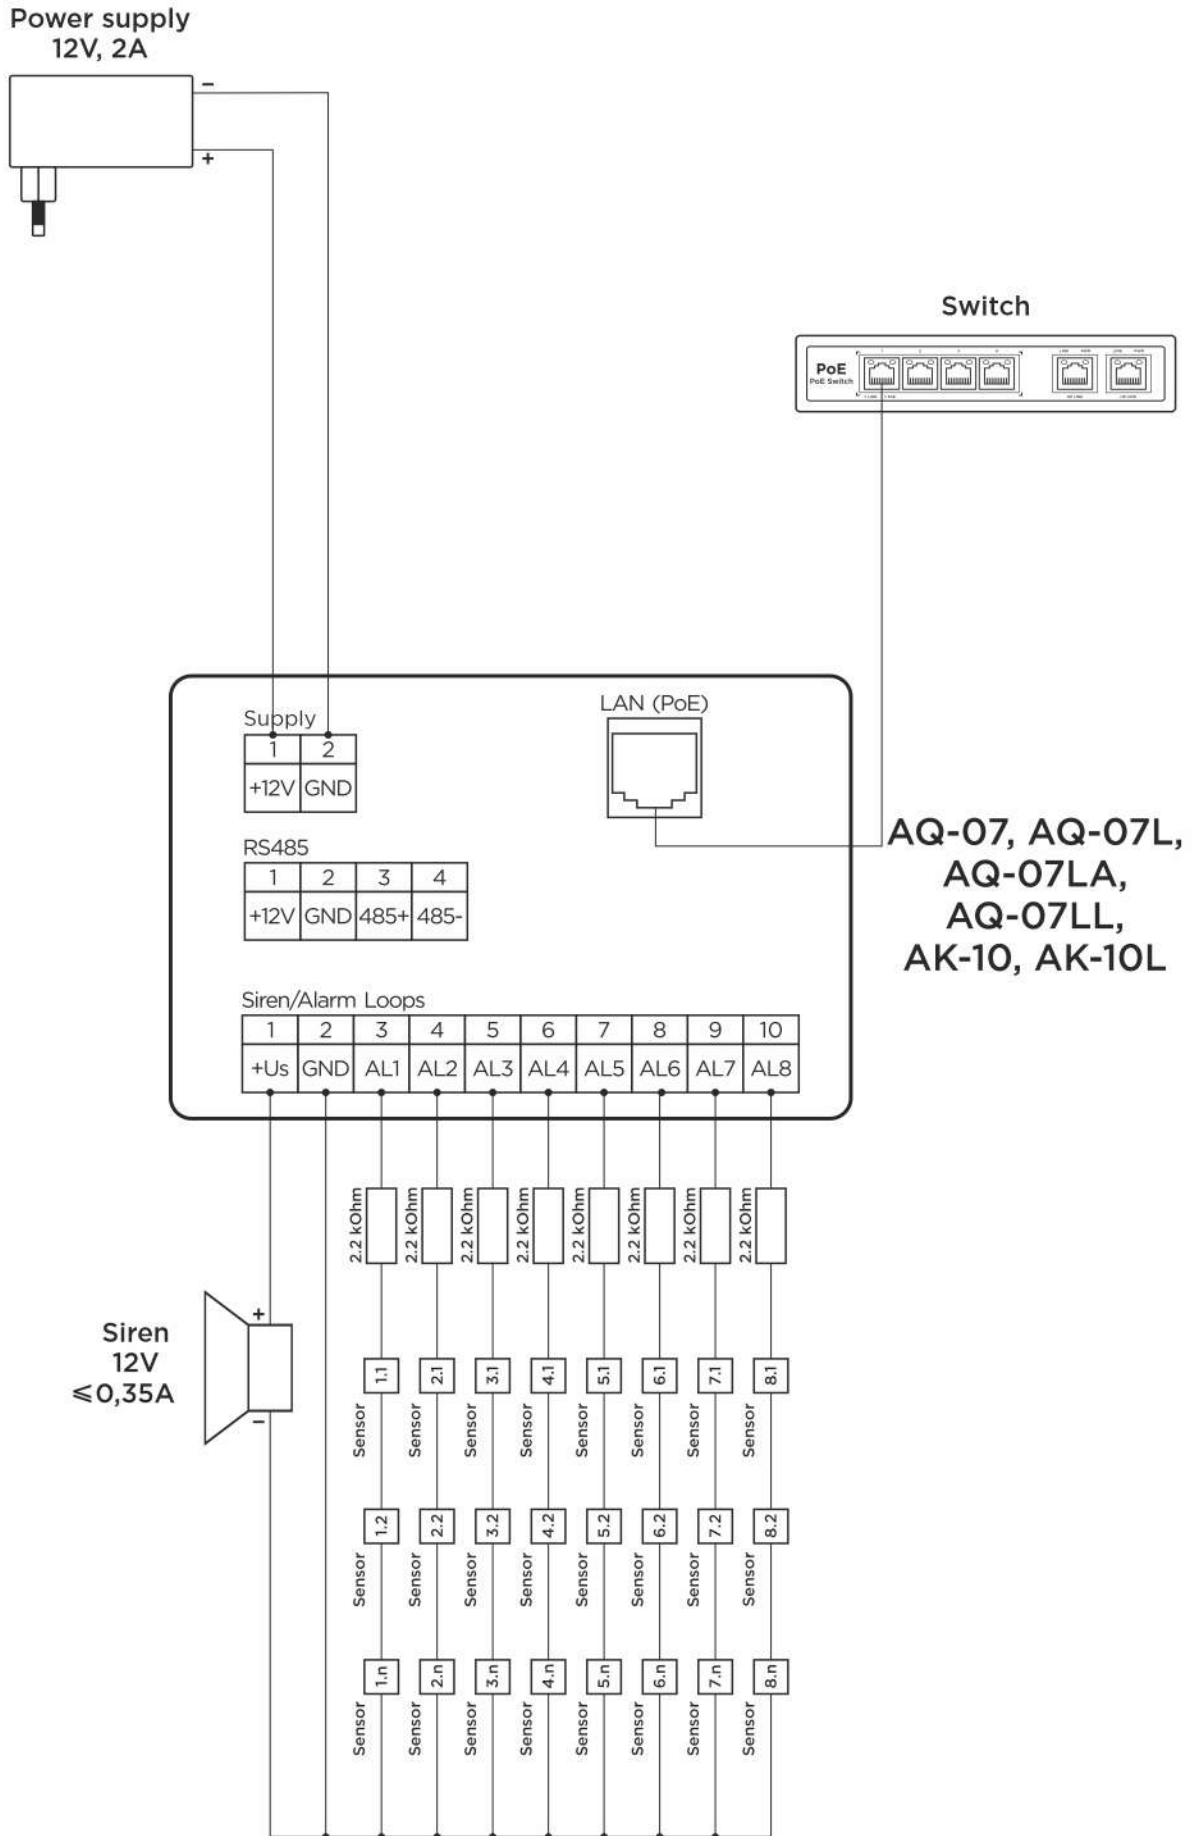 Power supply
12V, 2A
−
+
Switch
1 2 3 4
PoE
PoE Switch
LAN (PoE)
Supply
1 2
+12V GND
AQ-07, AQ-07L,
AQ-07LA,
AQ-07LL,
AK-10, AK-10L
RS485
1 2 3 4
+12V GND 485+ 485-
Siren/Alarm Loops
1 2 3 4 5 6 7 8 9 10
+Us GND AL1 AL2 AL3 AL4 AL5 AL6 AL7 AL8
2.2 kOhm 2.2 kOhm 2.2 kOhm 2.2 kOhm 2.2 kOhm 2.2 kOhm 2.2 kOhm 2.2 kOhm
+
Siren
12V
≤0,35A
−
1.1 2.1 3.1 4.1 5.1 6.1 7.1 8.1
Sensor Sensor Sensor Sensor Sensor Sensor Sensor Sensor
1.2 2.2 3.2 4.2 5.2 6.2 7.2 8.2
Sensor Sensor Sensor Sensor Sensor Sensor Sensor Sensor
1.n 2.n 3.n 4.n 5.n 6.n 7.n 8.n
Sensor Sensor Sensor Sensor Sensor Sensor Sensor Sensor